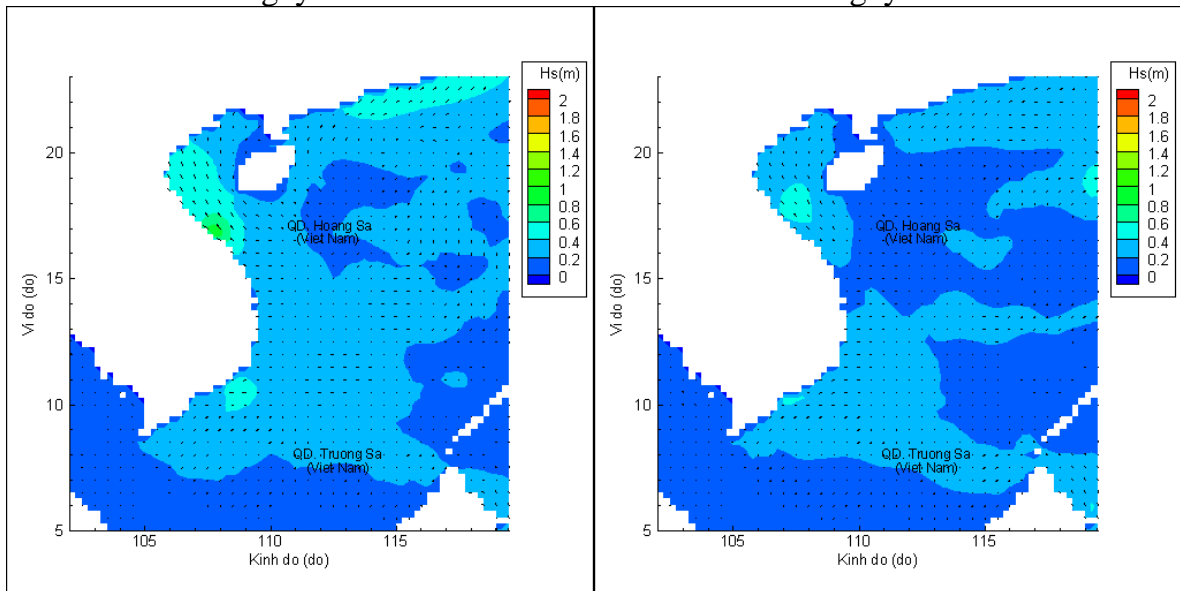 Hs(m)
2
1.8
1.6
1.4
1.2
1
0.8
0.6
0.4
0.2
0
20
15
10
5
Vi do (do)
QD. Hoang Sa
(Viet Nam)
QD. Truong Sa
(Viet Nam)
105
110
115
Kinh do (do)
Hs(m)
2
1.8
1.6
1.4
1.2
1
0.8
0.6
0.4
0.2
0
20
15
10
5
Vi do (do)
QD. Hoang Sa
(Viet Nam)
QD. Truong Sa
(Viet Nam)
105
110
115
Kinh do (do)